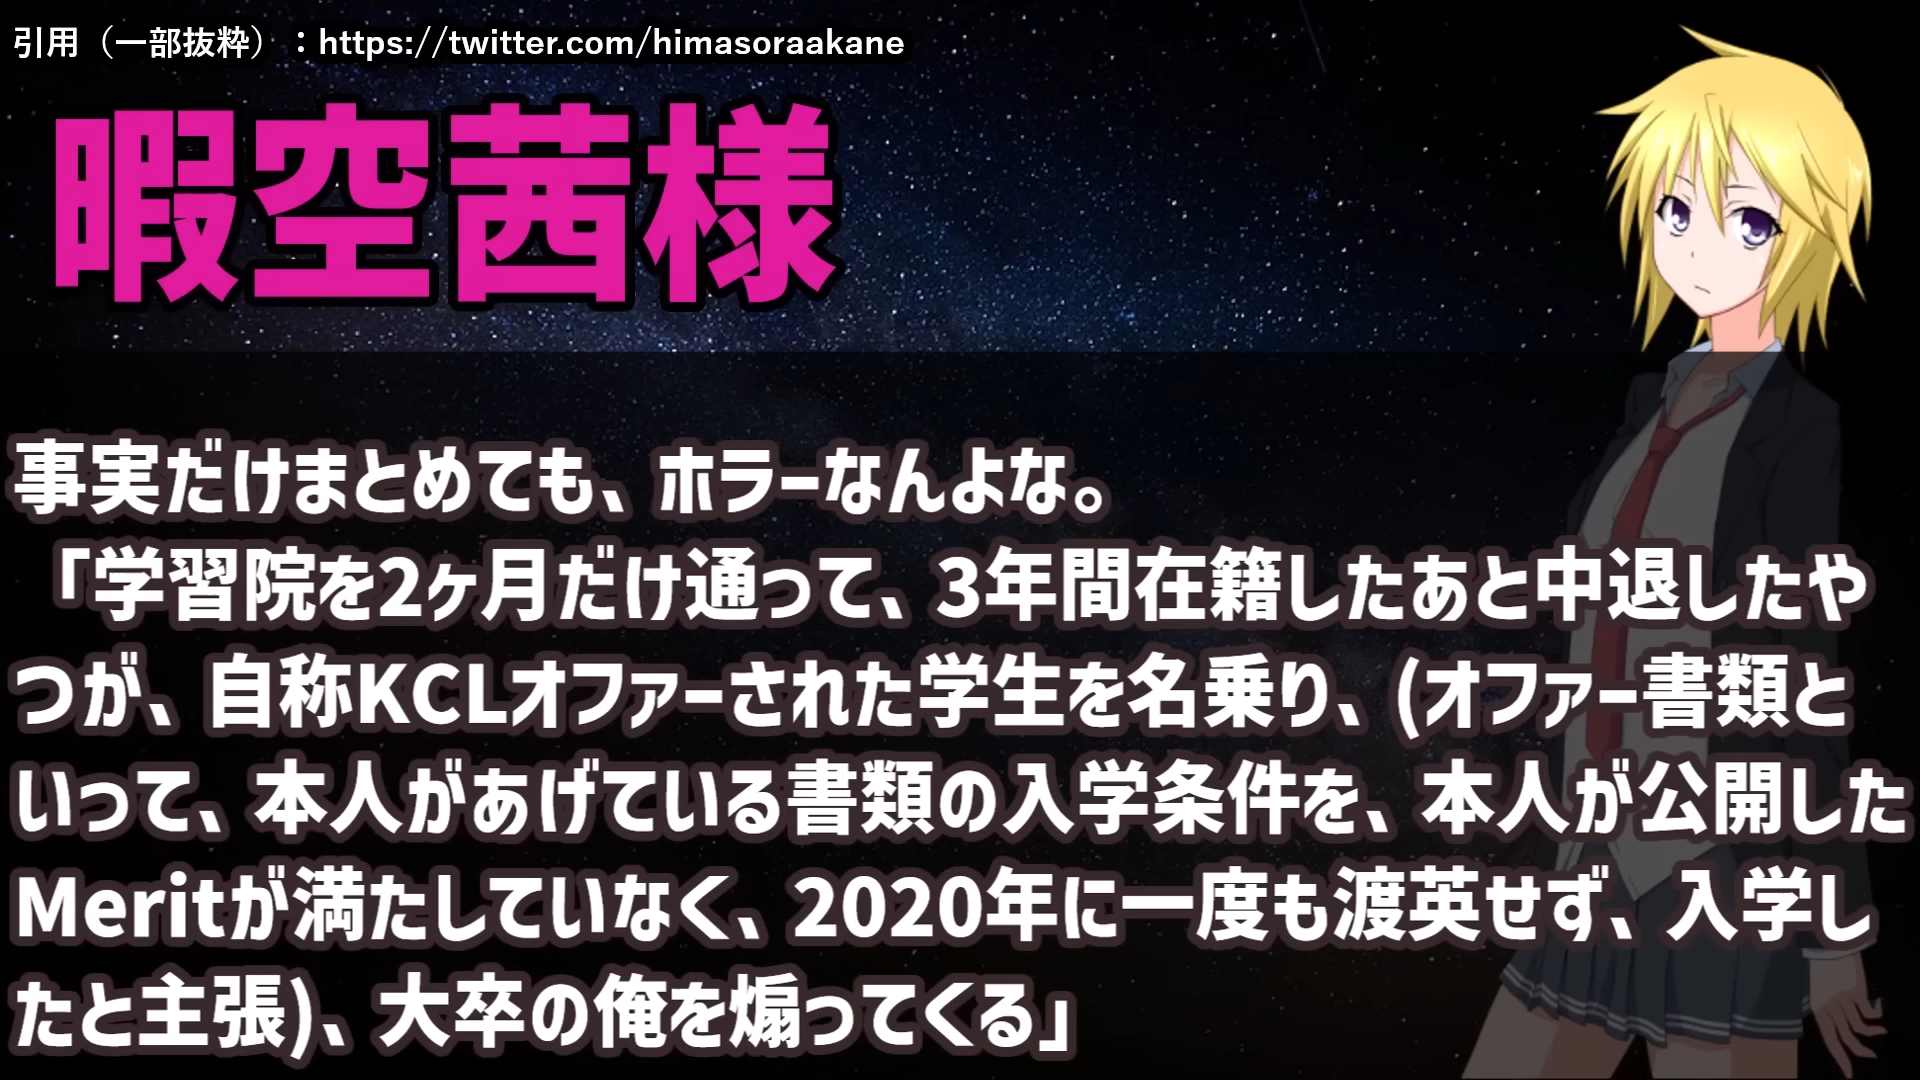 引用（一部抜粋）：https://twitter.com/himasoraakane
暇空茜様
事実だけまとめても、ホラーなんよな。
「学習院を2ヶ月だけ通って、3年間在籍したあと中退したや
つが、自称KCLオファーされた学生を名乗り、(オファー書類と
いって、本人があげている書類の入学条件を、本人が公開した
Meritが満たしていなく、2020年に一度も渡英せず、入学し
たと主張)、大卒の俺を煽ってくる」